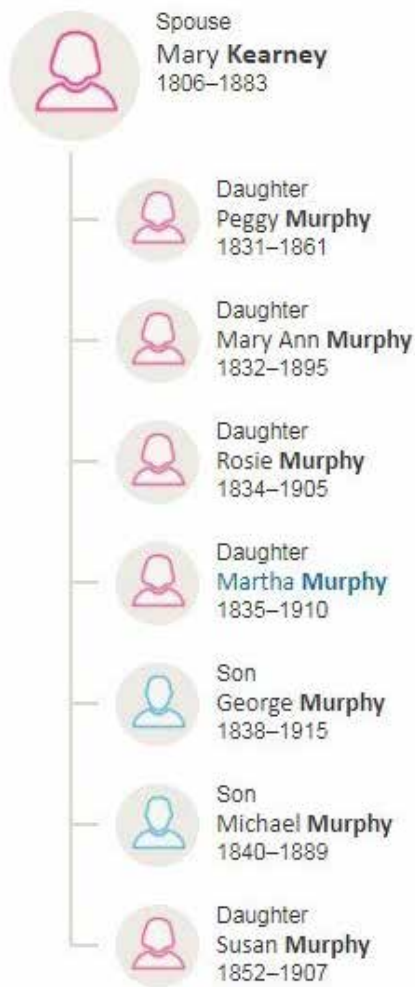 Spouse
Mary Kearney
1806–1883
Daughter
Peggy Murphy
1831–1861
Daughter
Mary Ann Murphy
1832–1895
Daughter
Rosie Murphy
1834–1905
Daughter
Martha Murphy
1835–1910
Son
George Murphy
1838–1915
Son
Michael Murphy
1840–1889
Daughter
Susan Murphy
1852–1907